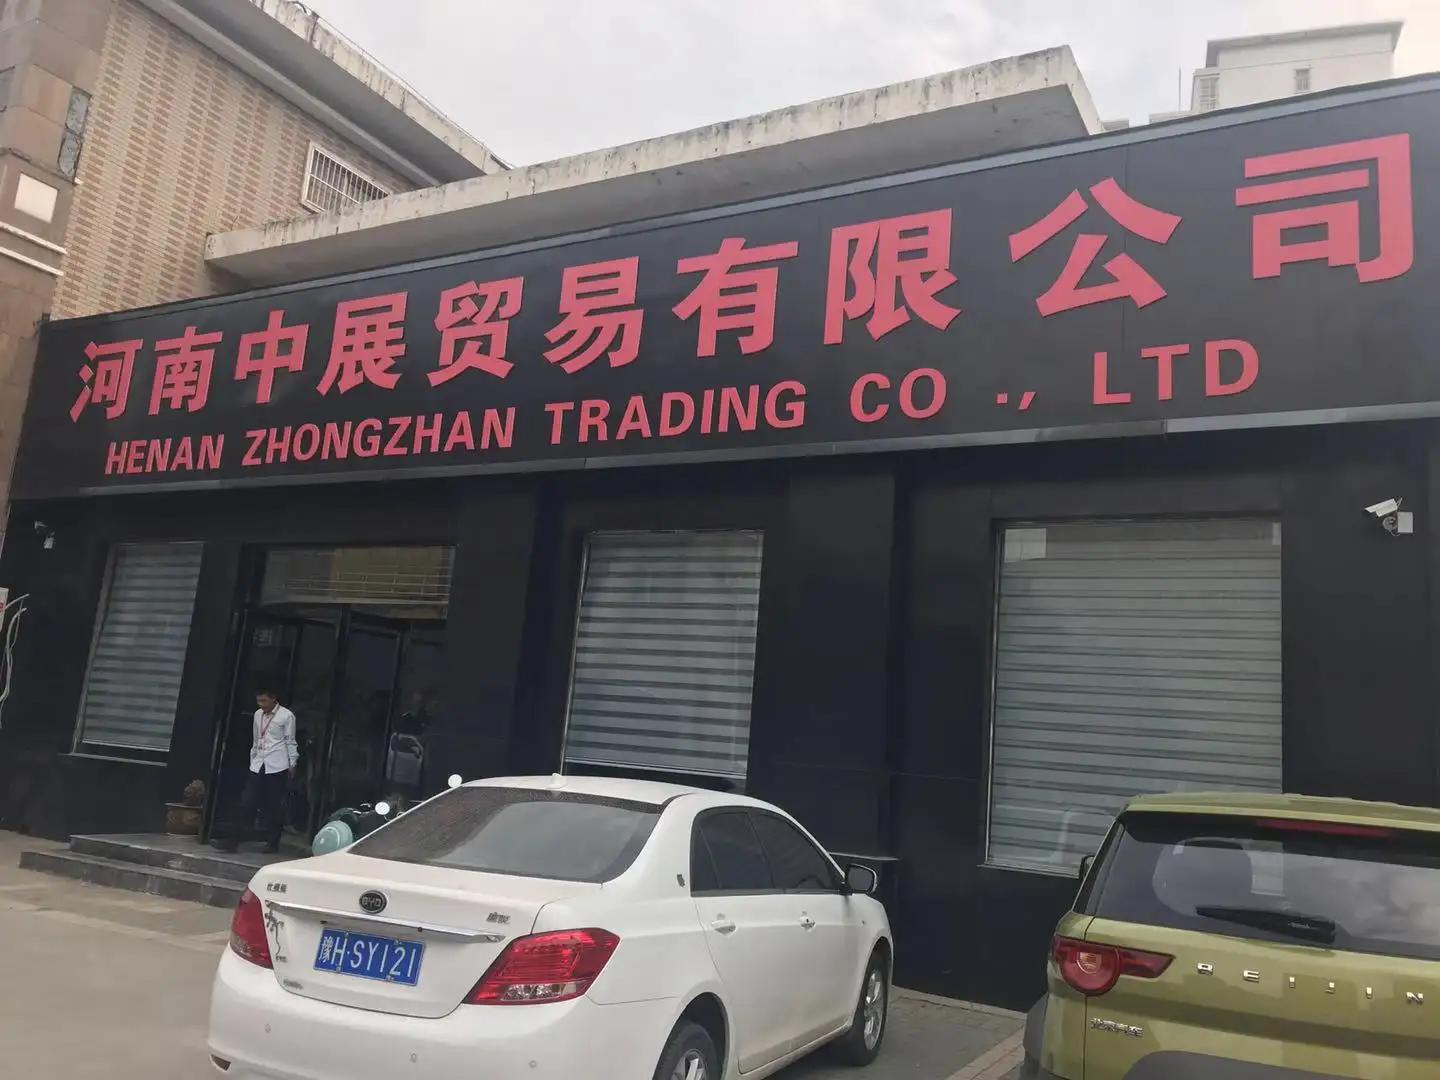 河南中展贸易有限公司
HENAN ZHONGZHAN TRADING CO ., LTD
BYD
豫H·SY121
BEIJIN